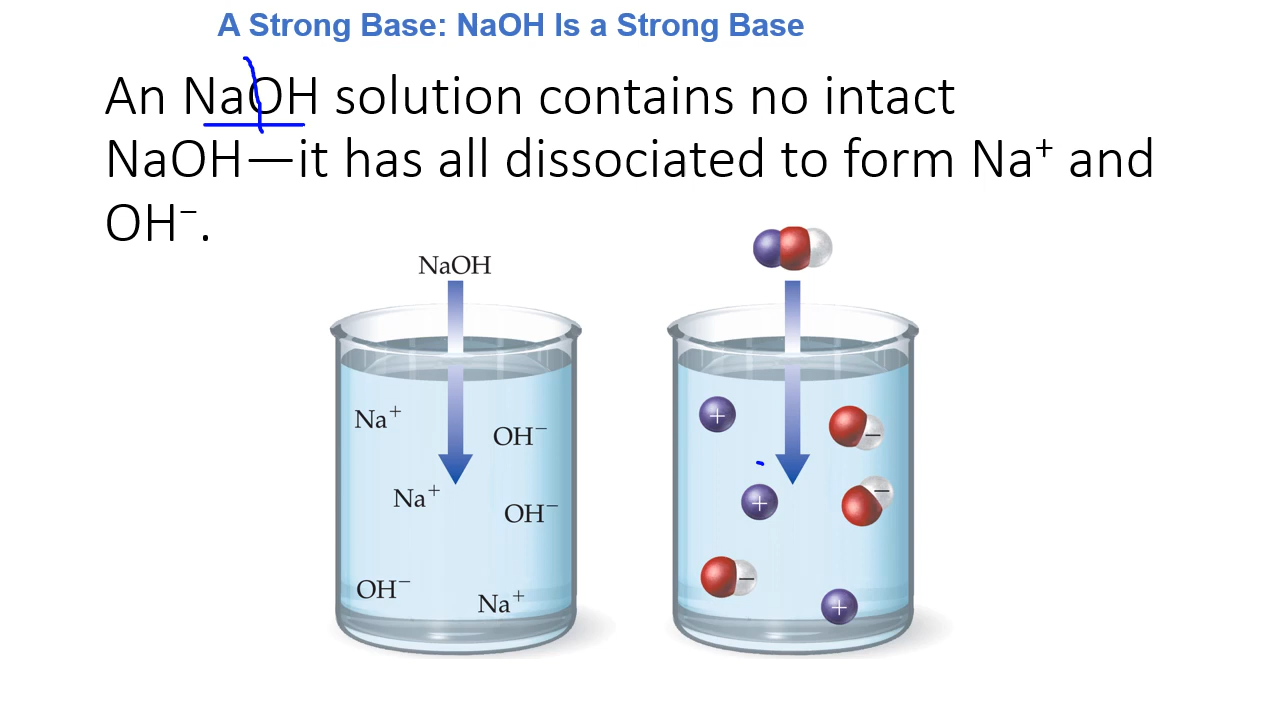 A Strong Base: NaOH Is a Strong Base
An NaOH solution contains no intact
NaOH—it has all dissociated to form Na⁺ and
OH⁻.
NaOH
Na⁺
OH⁻
Na⁺
OH⁻
OH⁻
Na⁺
+
−
−
+
−
+